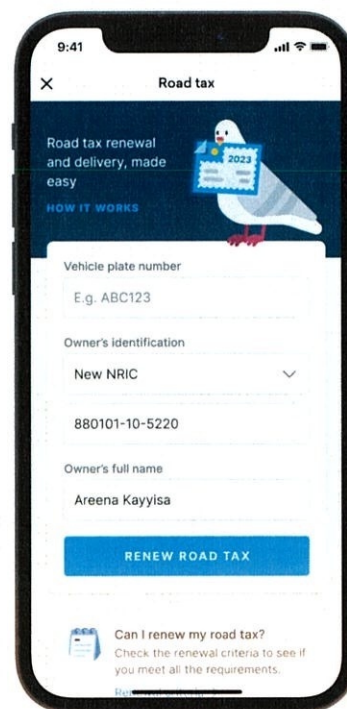 9:41
Road tax
Road tax renewal
and delivery, made
easy
2023
HOW IT WORKS
Vehicle plate number
E.g. ABC123
Owner's identification
New NRIC
880101-10-5220
Owner's full name
Areena Kayyisa
RENEW ROAD TAX
Can I renew my road tax?
Check the renewal criteria to see if
you meet all the requirements.